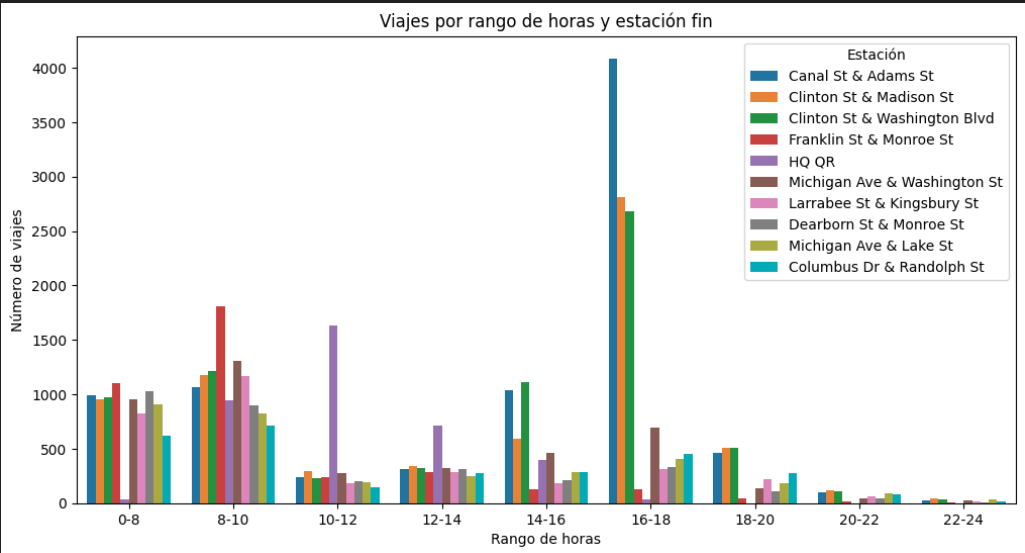 Viajes por rango de horas y estación fin
Número de viajes
4000
3500
3000
2500
2000
1500
1000
500
0
Estación
Canal St & Adams St
Clinton St & Madison St
Clinton St & Washington Blvd
Franklin St & Monroe St
HQ QR
Michigan Ave & Washington St
Larrabee St & Kingsbury St
Dearborn St & Monroe St
Michigan Ave & Lake St
Columbus Dr & Randolph St
0-8 8-10 10-12 12-14 14-16 16-18 18-20 20-22 22-24
Rango de horas